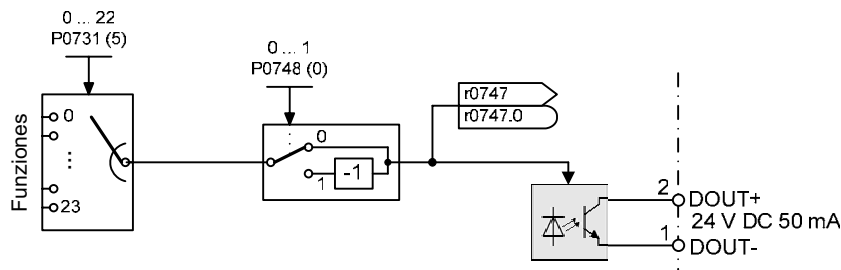 0 ... 22
P0731 (5)
0 ... 1
P0748 (0)
r0747
r0747.0
Funziones
0
23
0
1
-1
2
DOUT+
24 V DC 50 mA
1
DOUT-